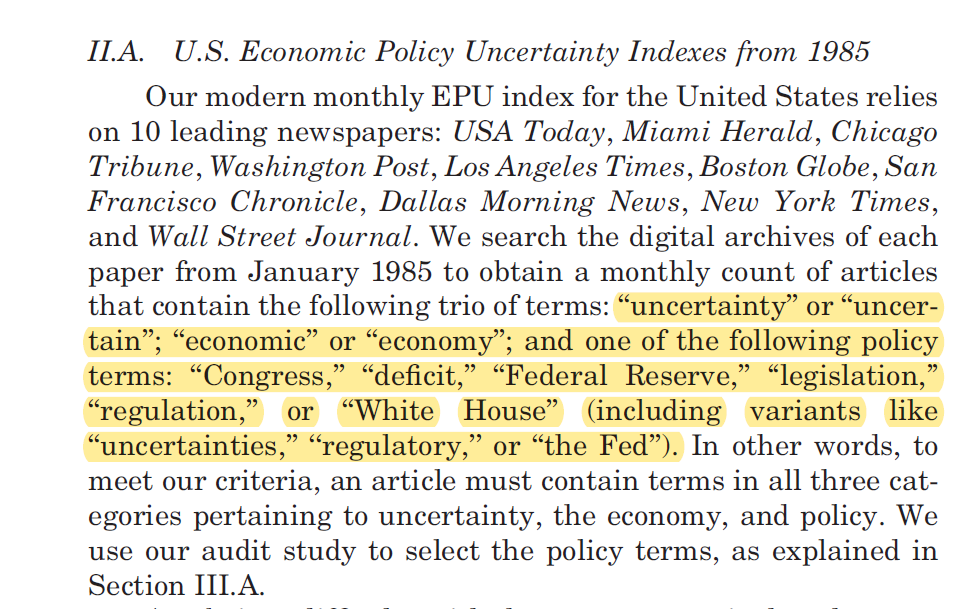 II.A. U.S. Economic Policy Uncertainty Indexes from 1985
Our modern monthly EPU index for the United States relies
on 10 leading newspapers: USA Today, Miami Herald, Chicago
Tribune, Washington Post, Los Angeles Times, Boston Globe, San
Francisco Chronicle, Dallas Morning News, New York Times,
and Wall Street Journal. We search the digital archives of each
paper from January 1985 to obtain a monthly count of articles
that contain the following trio of terms: “uncertainty” or “uncer-
tain”; “economic” or “economy”; and one of the following policy
terms: “Congress,” “deficit,” “Federal Reserve,” “legislation,”
“regulation,” or “White House” (including variants like
“uncertainties,” “regulatory,” or “the Fed”). In other words, to
meet our criteria, an article must contain terms in all three cat-
egories pertaining to uncertainty, the economy, and policy. We
use our audit study to select the policy terms, as explained in
Section III.A.